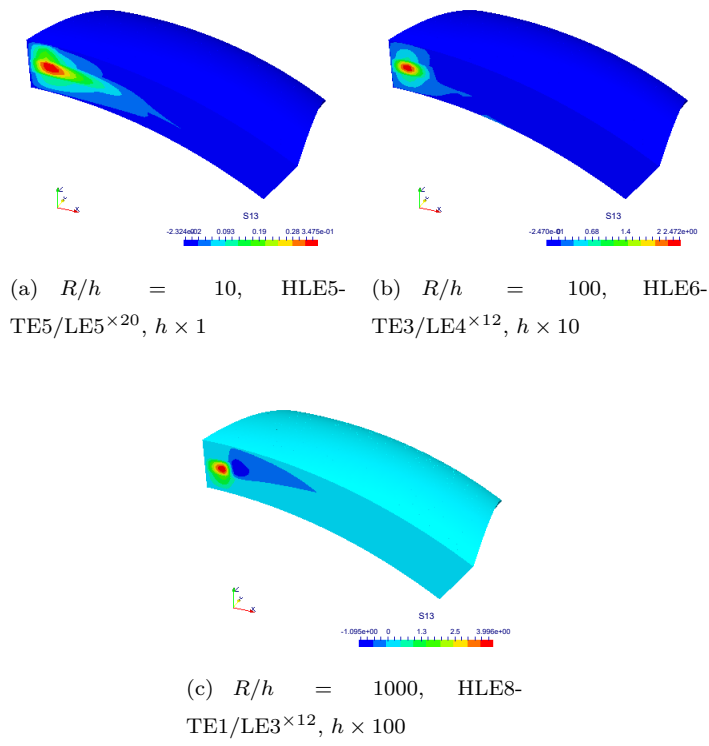 Z
Y
X
S13
-2.324e-02 0.093 0.19 0.28 3.475e-01
Z
Y
X
S13
-2.470e-01 0.68 1.4 2 2.472e+00
(a) R/h = 10, HLE5-
TE5/LE5×20, h × 1
(b) R/h = 100, HLE6-
TE3/LE4×12, h × 10
Z
Y
X
S13
-1.095e+00 0 1.3 2.5 3.996e+00
(c) R/h = 1000, HLE8-
TE1/LE3×12, h × 100